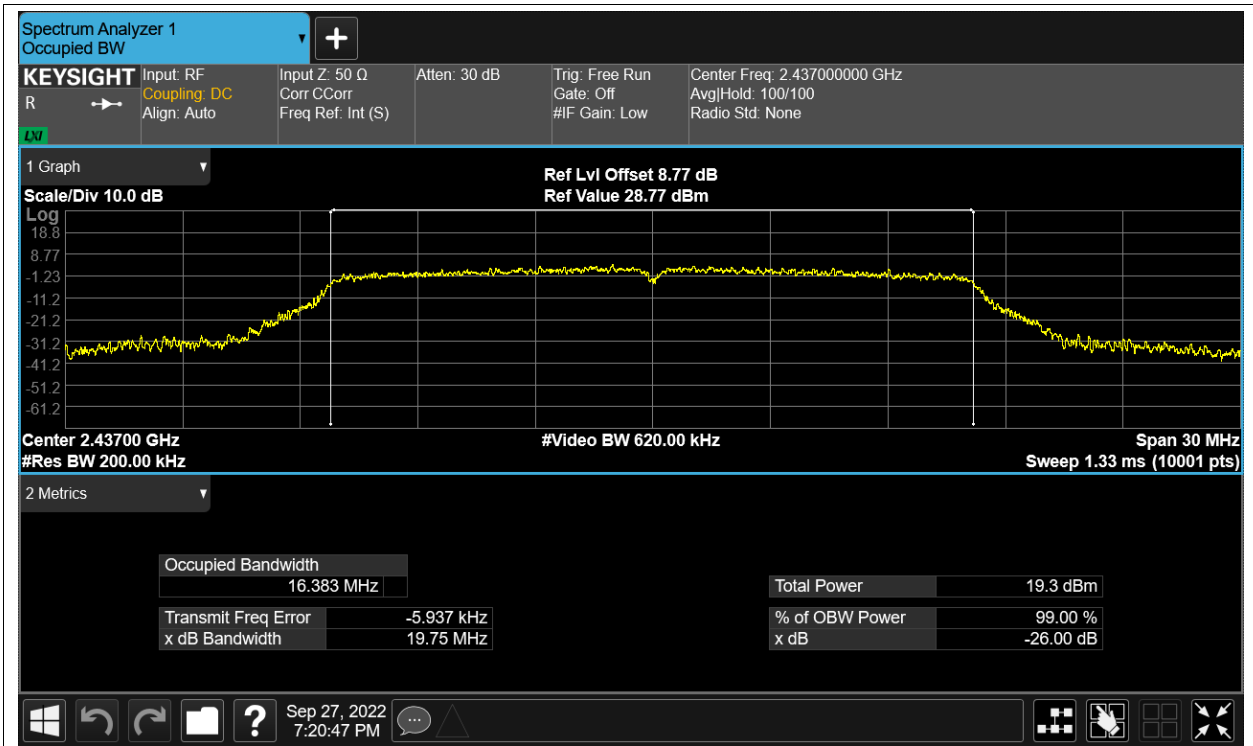 Spectrum Analyzer 1
Occupied BW
KEYSIGHT
R
LXI
Input: RF
Coupling: DC
Align: Auto
Input Z: 50 Ω
Corr CCorr
Freq Ref: Int (S)
Atten: 30 dB
Trig: Free Run
Gate: Off
#IF Gain: Low
Center Freq: 2.437000000 GHz
Avg|Hold: 100/100
Radio Std: None
1 Graph
Scale/Div 10.0 dB
Ref Lvl Offset 8.77 dB
Ref Value 28.77 dBm
Log
18.8
8.77
-1.23
-11.2
-21.2
-31.2
-41.2
-51.2
-61.2
Center 2.43700 GHz
#Video BW 620.00 kHz
Span 30 MHz
#Res BW 200.00 kHz
Sweep 1.33 ms (10001 pts)
2 Metrics
Occupied Bandwidth
16.383 MHz
Total Power 19.3 dBm
Transmit Freq Error -5.937 kHz
% of OBW Power 99.00 %
x dB Bandwidth 19.75 MHz
x dB -26.00 dB
?
Sep 27, 2022
7:20:47 PM